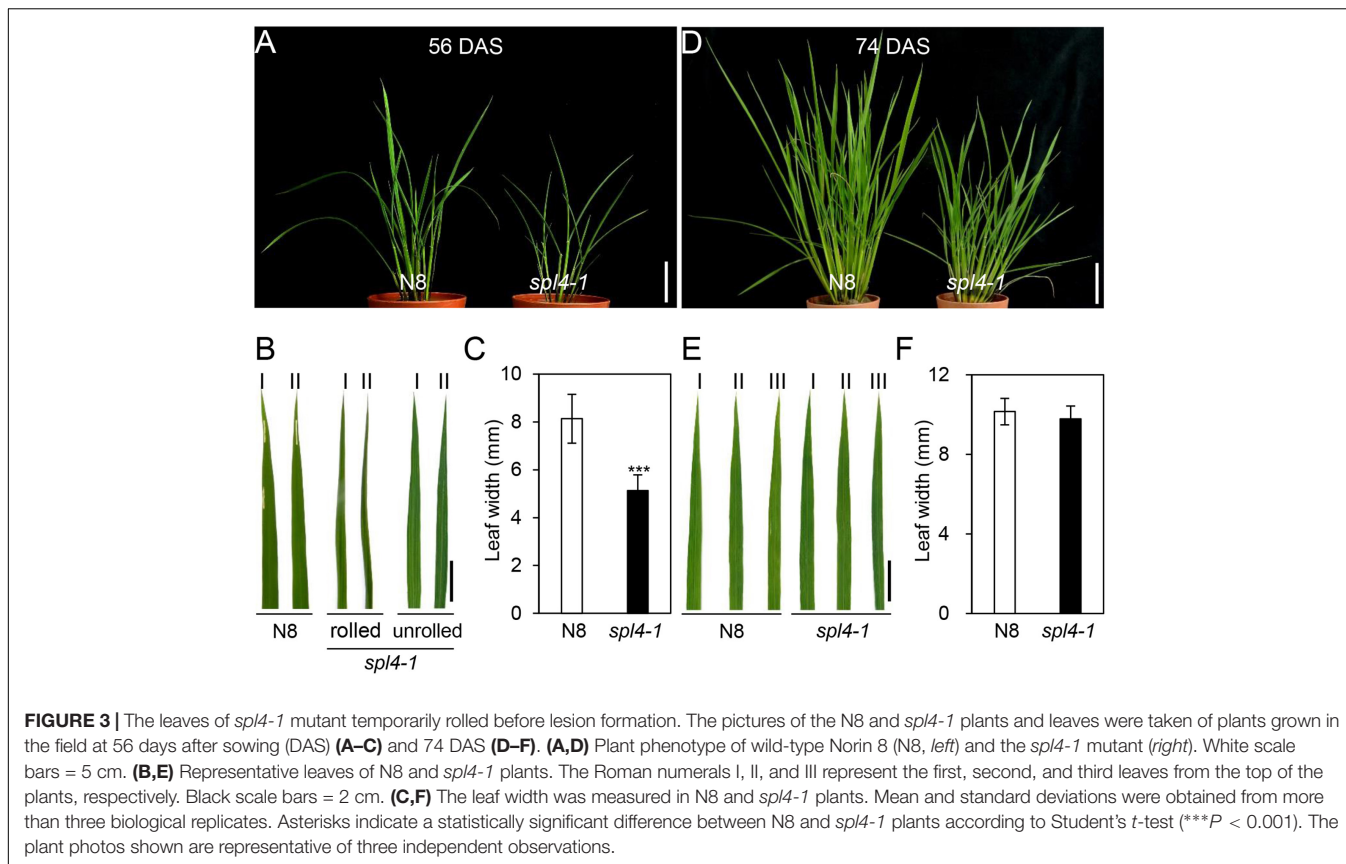 A
56 DAS
N8
spl4-1
D
74 DAS
N8
spl4-1
B
I II I II I II
N8
rolled unrolled
spl4-1
C
Leaf width (mm)
10
8
6
4
2
0
***
N8 spl4-1
E
I II III I II III
N8 spl4-1
F
Leaf width (mm)
12
8
4
0
N8 spl4-1
FIGURE 3 | The leaves of spl4-1 mutant temporarily rolled before lesion formation. The pictures of the N8 and spl4-1 plants and leaves were taken of plants grown in
the field at 56 days after sowing (DAS) (A–C) and 74 DAS (D–F). (A,D) Plant phenotype of wild-type Norin 8 (N8, left) and the spl4-1 mutant (right). White scale
bars = 5 cm. (B,E) Representative leaves of N8 and spl4-1 plants. The Roman numerals I, II, and III represent the first, second, and third leaves from the top of the
plants, respectively. Black scale bars = 2 cm. (C,F) The leaf width was measured in N8 and spl4-1 plants. Mean and standard deviations were obtained from more
than three biological replicates. Asterisks indicate a statistically significant difference between N8 and spl4-1 plants according to Student's t-test (***P < 0.001). The
plant photos shown are representative of three independent observations.